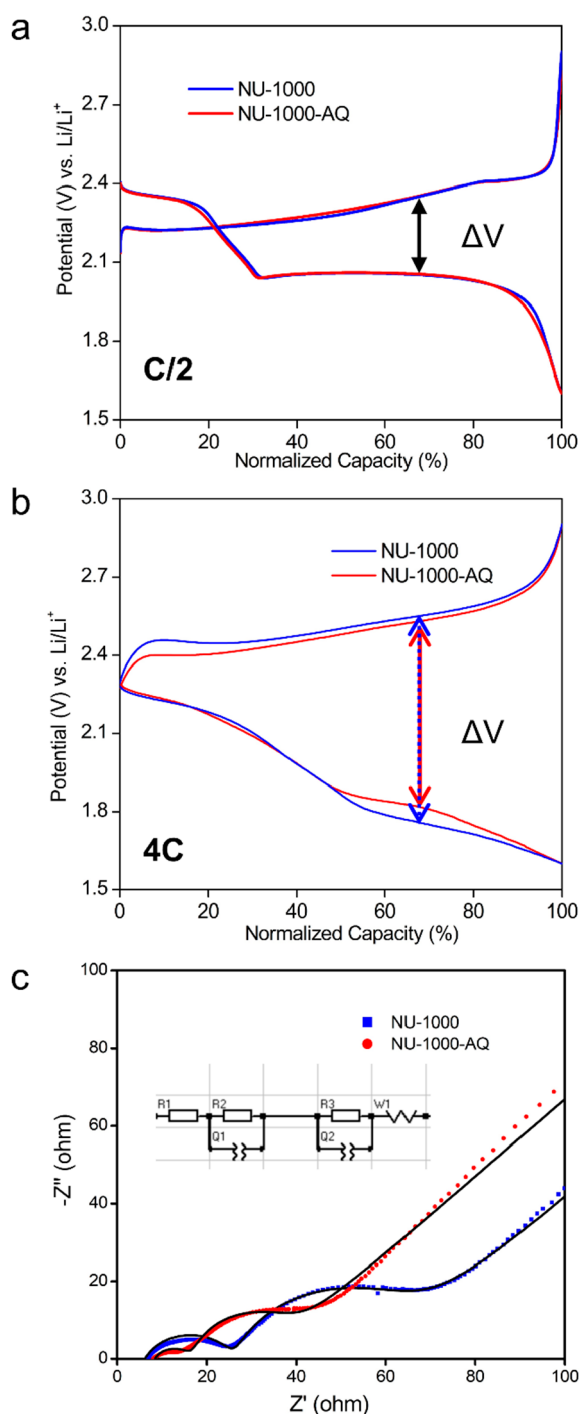 a
3.0
2.7
2.4
2.1
1.8
1.5
Potential (V) vs. Li/Li⁺
NU-1000
NU-1000-AQ
ΔV
C/2
0 20 40 60 80 100
Normalized Capacity (%)
b
3.0
2.7
2.4
2.1
1.8
1.5
Potential (V) vs. Li/Li⁺
NU-1000
NU-1000-AQ
ΔV
4C
0 20 40 60 80 100
Normalized Capacity (%)
c
100
80
60
40
20
0
-Z" (ohm)
NU-1000
NU-1000-AQ
R1 R2 R3 W1
Q1 Q2
0 20 40 60 80 100
Z' (ohm)